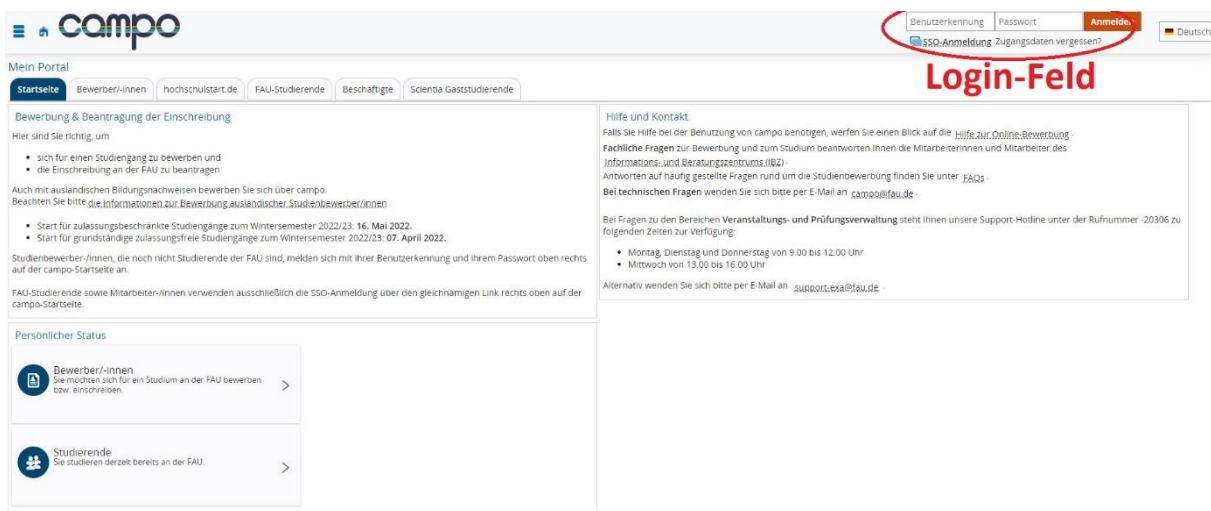 campo
Benutzerkennung Passwort Anmelden
SSO-Anmeldung Zugangsdaten vergessen?
Deutsch
Login-Feld
Mein Portal
Startseite Bewerber/-innen hochschulstart.de FAU-Studierende Beschäftigte Scientia Gaststudierende
Bewerbung & Beantragung der Einschreibung
Hier sind Sie richtig, um
• sich für einen Studiengang zu bewerben und
• die Einschreibung an der FAU zu beantragen
Auch mit ausländischen Bildungsnachweisen bewerben Sie sich über campo.
Beachten Sie bitte die Informationen zur Bewerbung ausländischer Studienbewerber/innen.
• Start für zulassungsbeschränkte Studiengänge zum Wintersemester 2022/23: 16. Mai 2022.
• Start für grundständige zulassungsfreie Studiengänge zum Wintersemester 2022/23: 07. April 2022.
Studienbewerber-/innen, die noch nicht Studierende der FAU sind, melden sich mit ihrer Benutzerkennung und ihrem Passwort oben rechts
auf der campo-Startseite an.
FAU-Studierende sowie Mitarbeiter-/innen verwenden ausschließlich die SSO-Anmeldung über den gleichnamigen Link rechts oben auf der
campo-Startseite.
Hilfe und Kontakt
Falls Sie Hilfe bei der Benutzung von campo benötigen, werfen Sie einen Blick auf die Hilfe zur Online-Bewerbung.
Fachliche Fragen zur Bewerbung und zum Studium beantworten Ihnen die Mitarbeiterinnen und Mitarbeiter des
Informations- und Beratungszentrums (IBZ).
Antworten auf häufig gestellte Fragen rund um die Studienbewerbung finden Sie unter FAQs.
Bei technischen Fragen wenden Sie sich bitte per E-Mail an campo@fau.de.
Bei Fragen zu den Bereichen Veranstaltungs- und Prüfungsverwaltung steht Ihnen unsere Support-Hotline unter der Rufnummer -20306 zu
folgenden Zeiten zur Verfügung:
• Montag, Dienstag und Donnerstag von 9.00 bis 12.00 Uhr
• Mittwoch von 13.00 bis 16.00 Uhr
Alternativ wenden Sie sich bitte per E-Mail an support-exa@fau.de.
Persönlicher Status
Bewerber/-innen
Sie möchten sich für ein Studium an der FAU bewerben
bzw. einschreiben.
Studierende
Sie studieren derzeit bereits an der FAU.